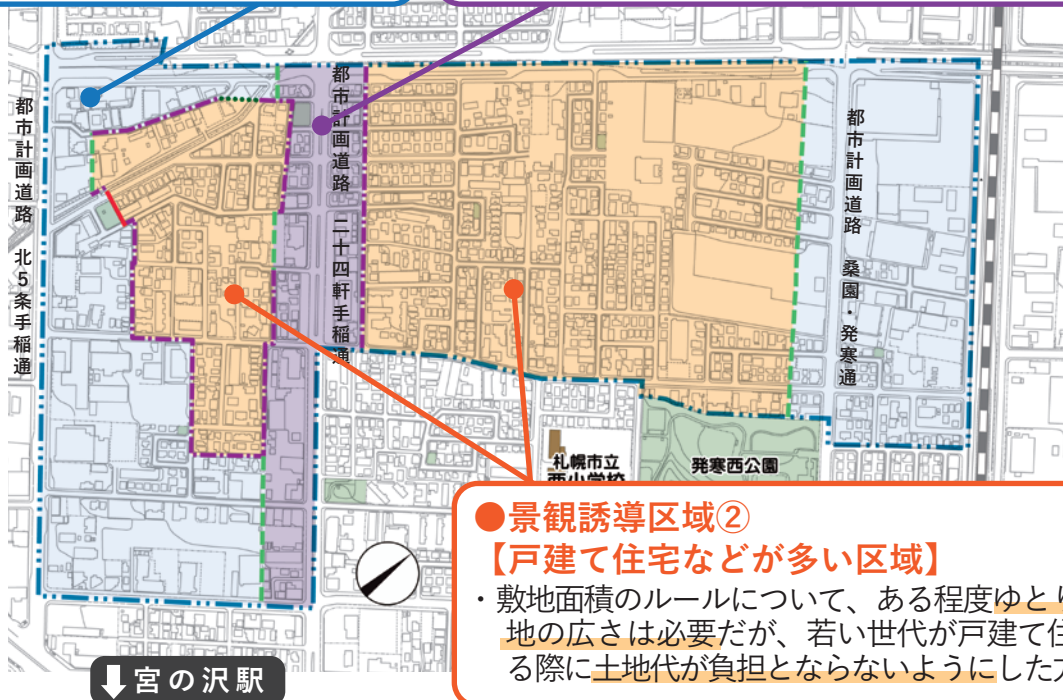 都市計画道路 北5条手稲通
都市計画道路 二十四軒手稲通
都市計画道路 桑園・発寒通
札幌市立
西小学校
発寒西公園
●景観誘導区域②
【戸建て住宅などが多い区域】
・敷地面積のルールについて、ある程度ゆとり
地の広さは必要だが、若い世代が戸建て住
る際に土地代が負担とならないようにした
⬇宮の沢駅